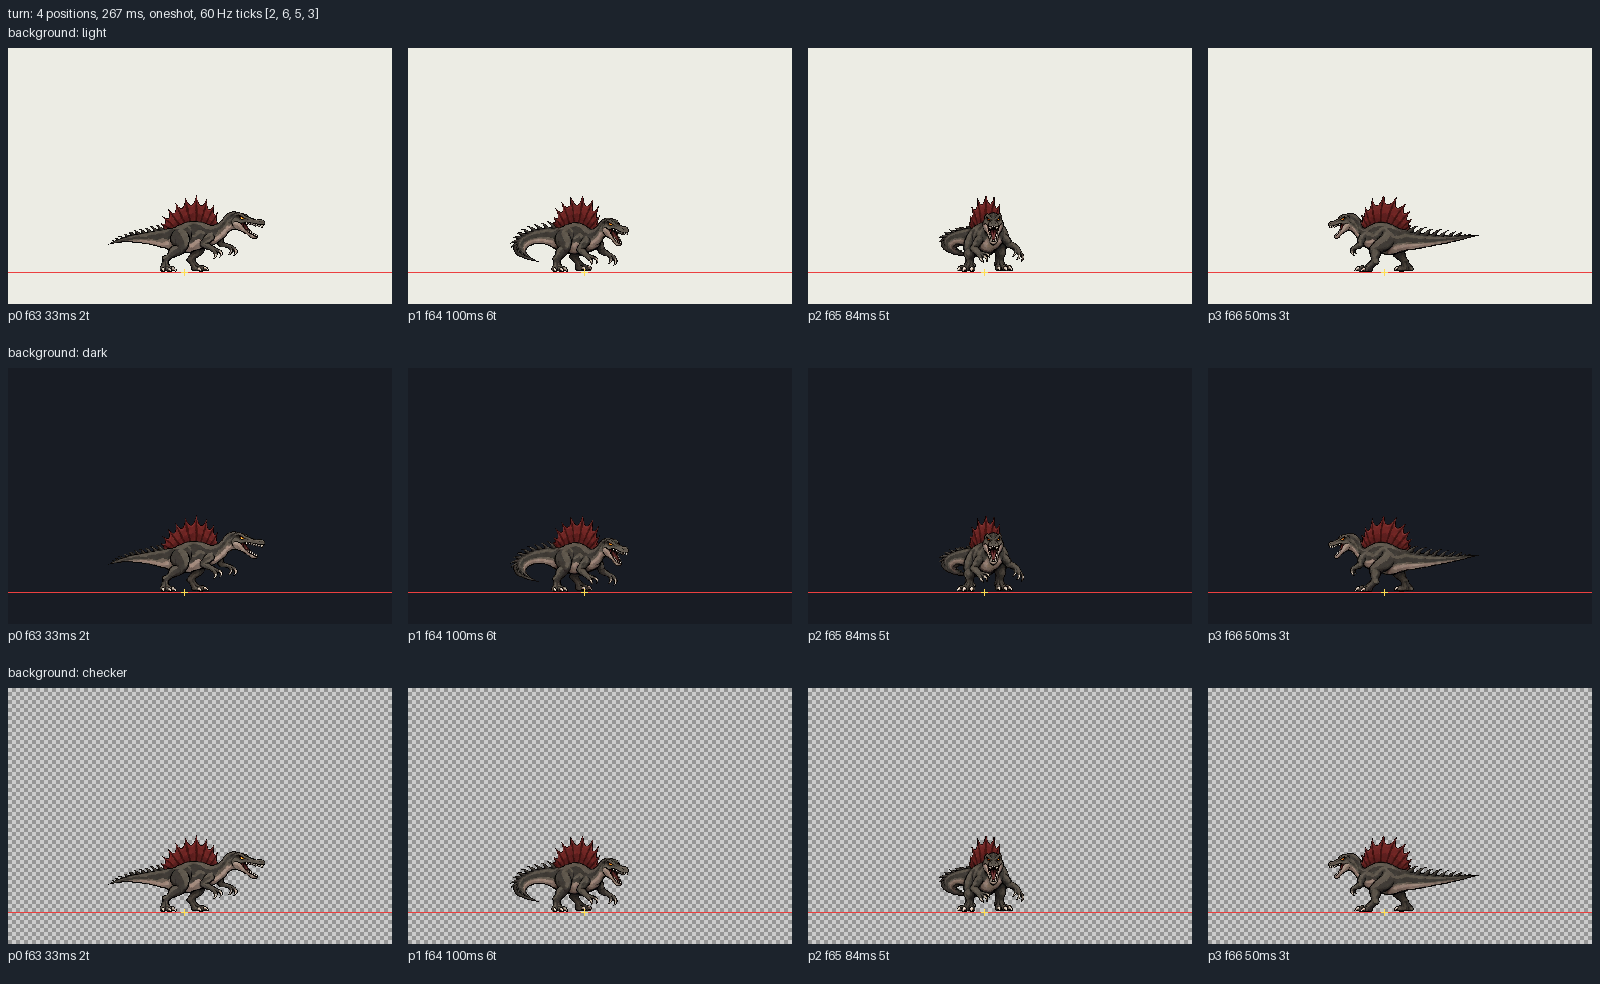 turn: 4 positions, 267 ms, oneshot, 60 Hz ticks [2, 6, 5, 3]
background: light
p0 f63 33ms 2t
p1 f64 100ms 6t
p2 f65 84ms 5t
p3 f66 50ms 3t
background: dark
p0 f63 33ms 2t
p1 f64 100ms 6t
p2 f65 84ms 5t
p3 f66 50ms 3t
background: checker
p0 f63 33ms 2t
p1 f64 100ms 6t
p2 f65 84ms 5t
p3 f66 50ms 3t